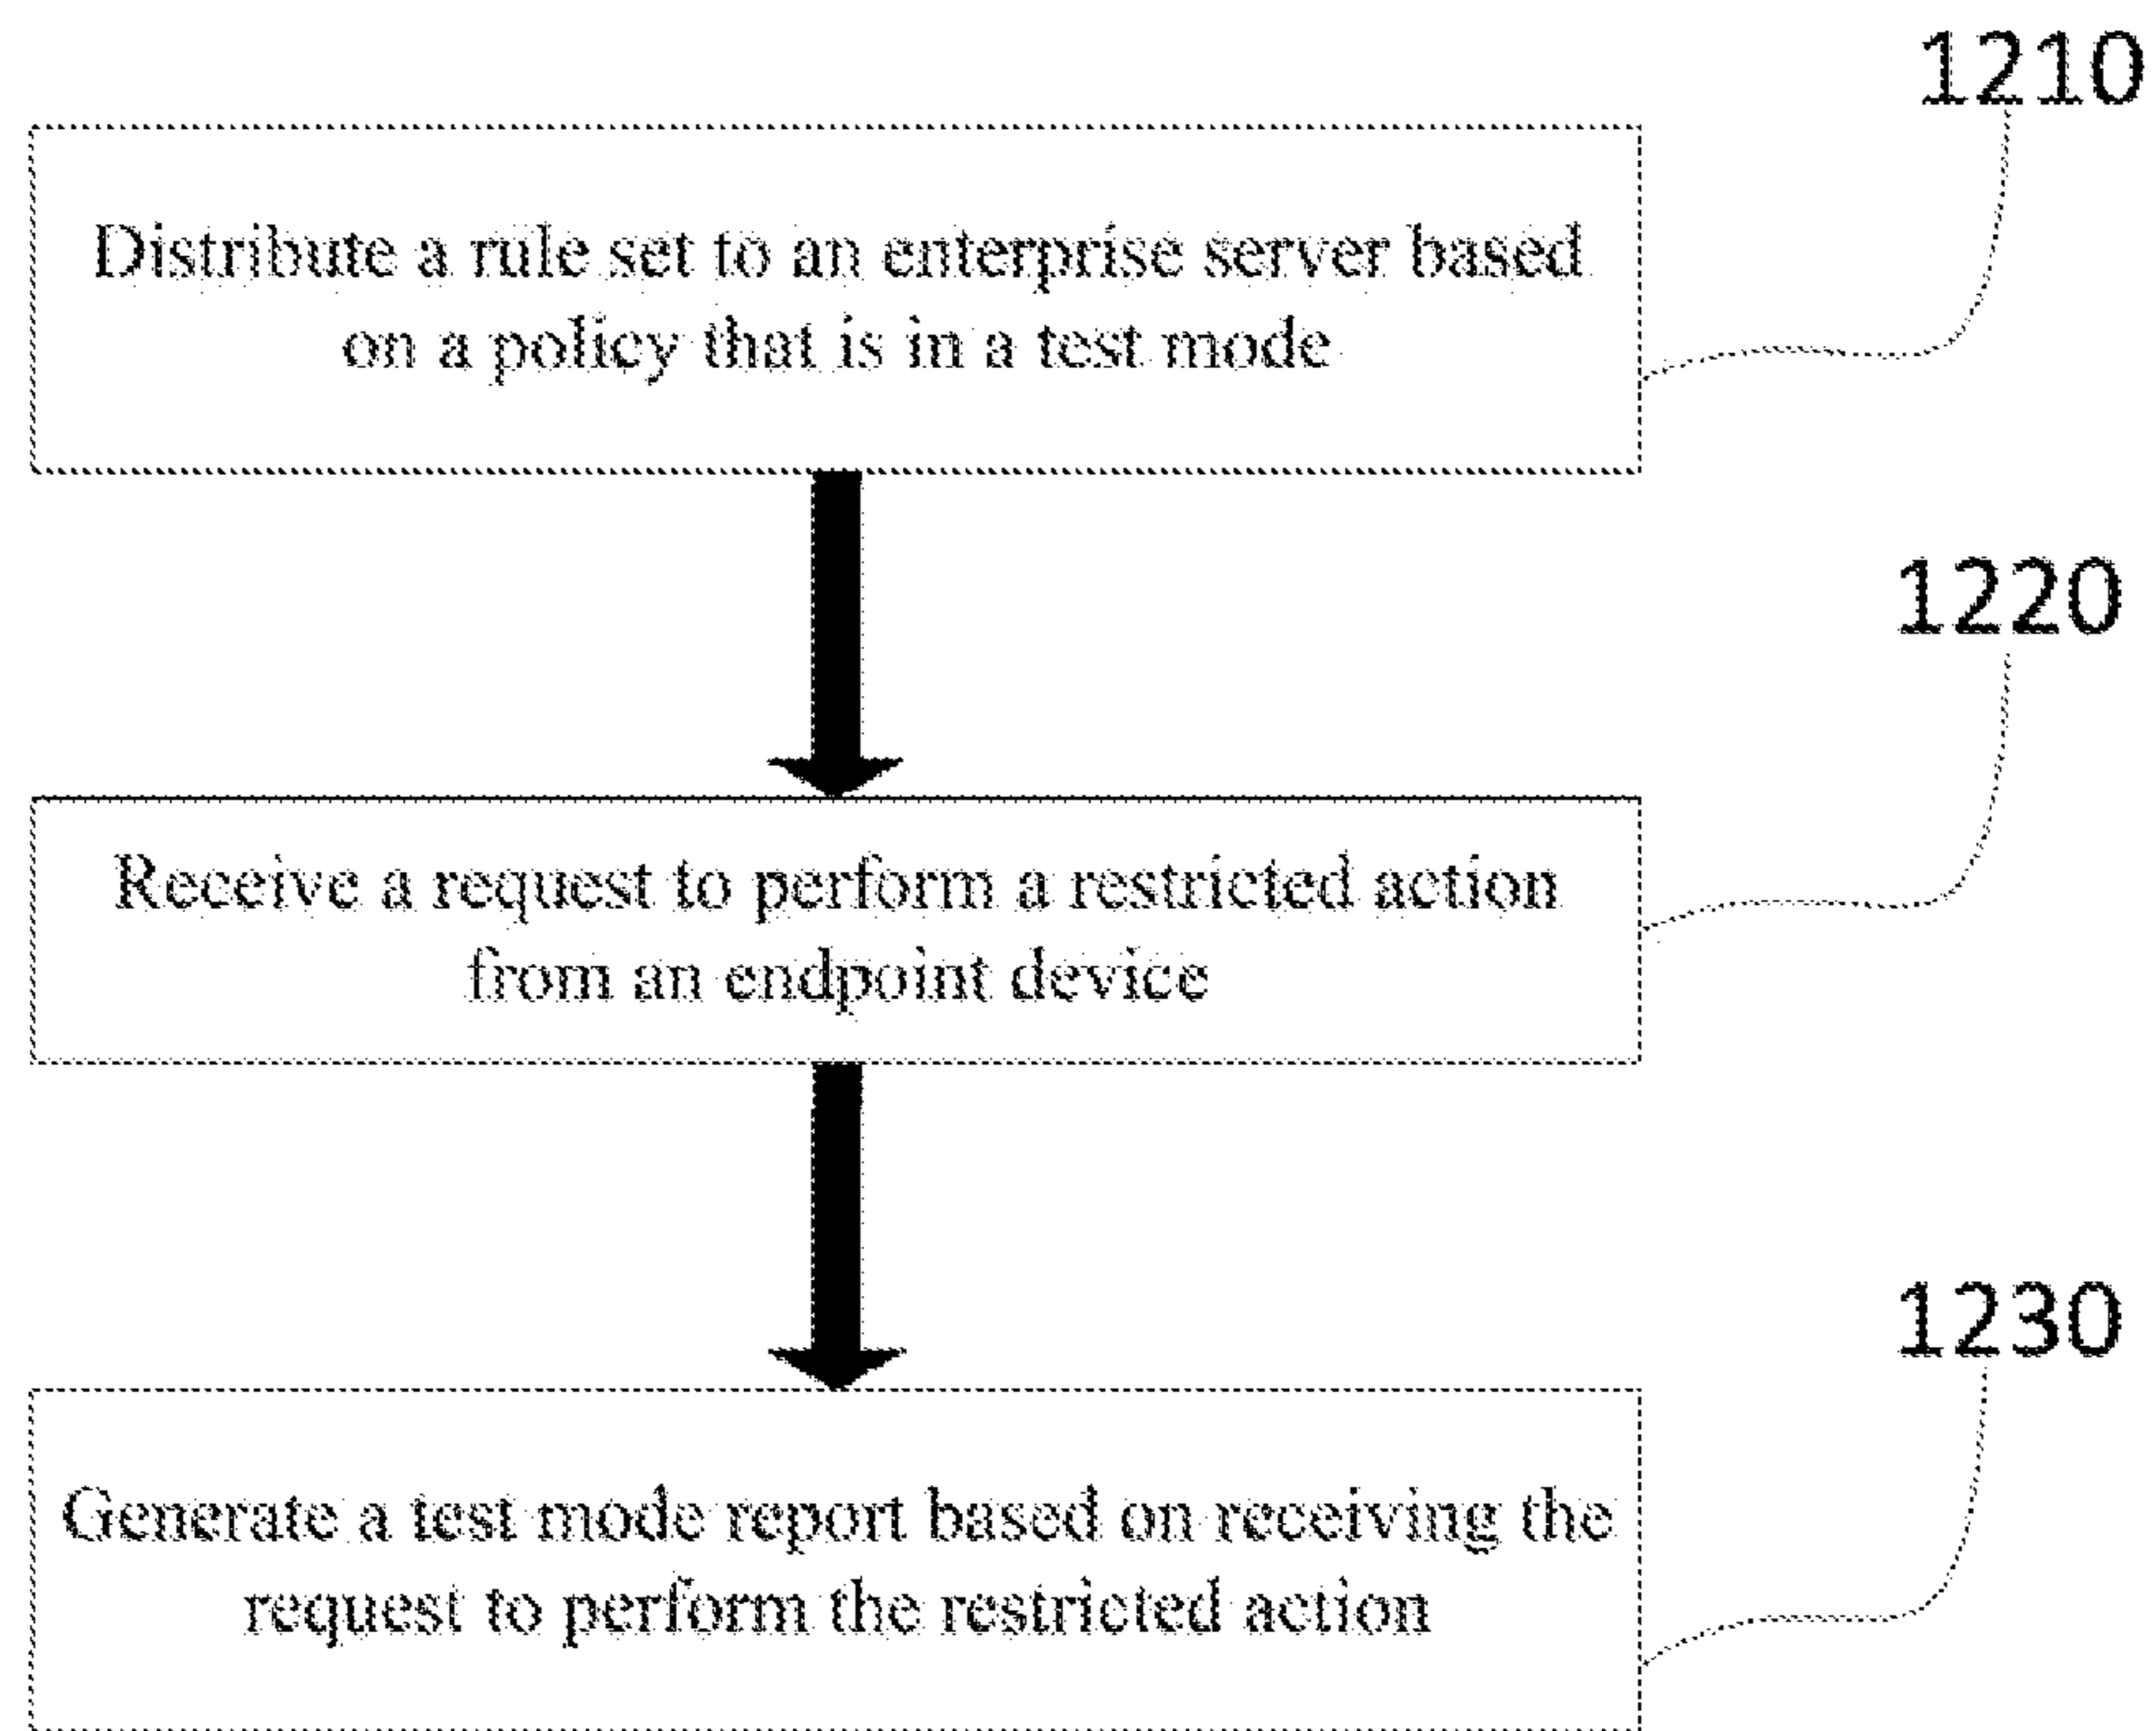 1210
Distribute a rule set to an enterprise server based
on a policy that is in a test mode
1220
Receive a request to perform a restricted action
from an endpoint device
1230
Generate a test mode report based on receiving the
request to perform the restricted action